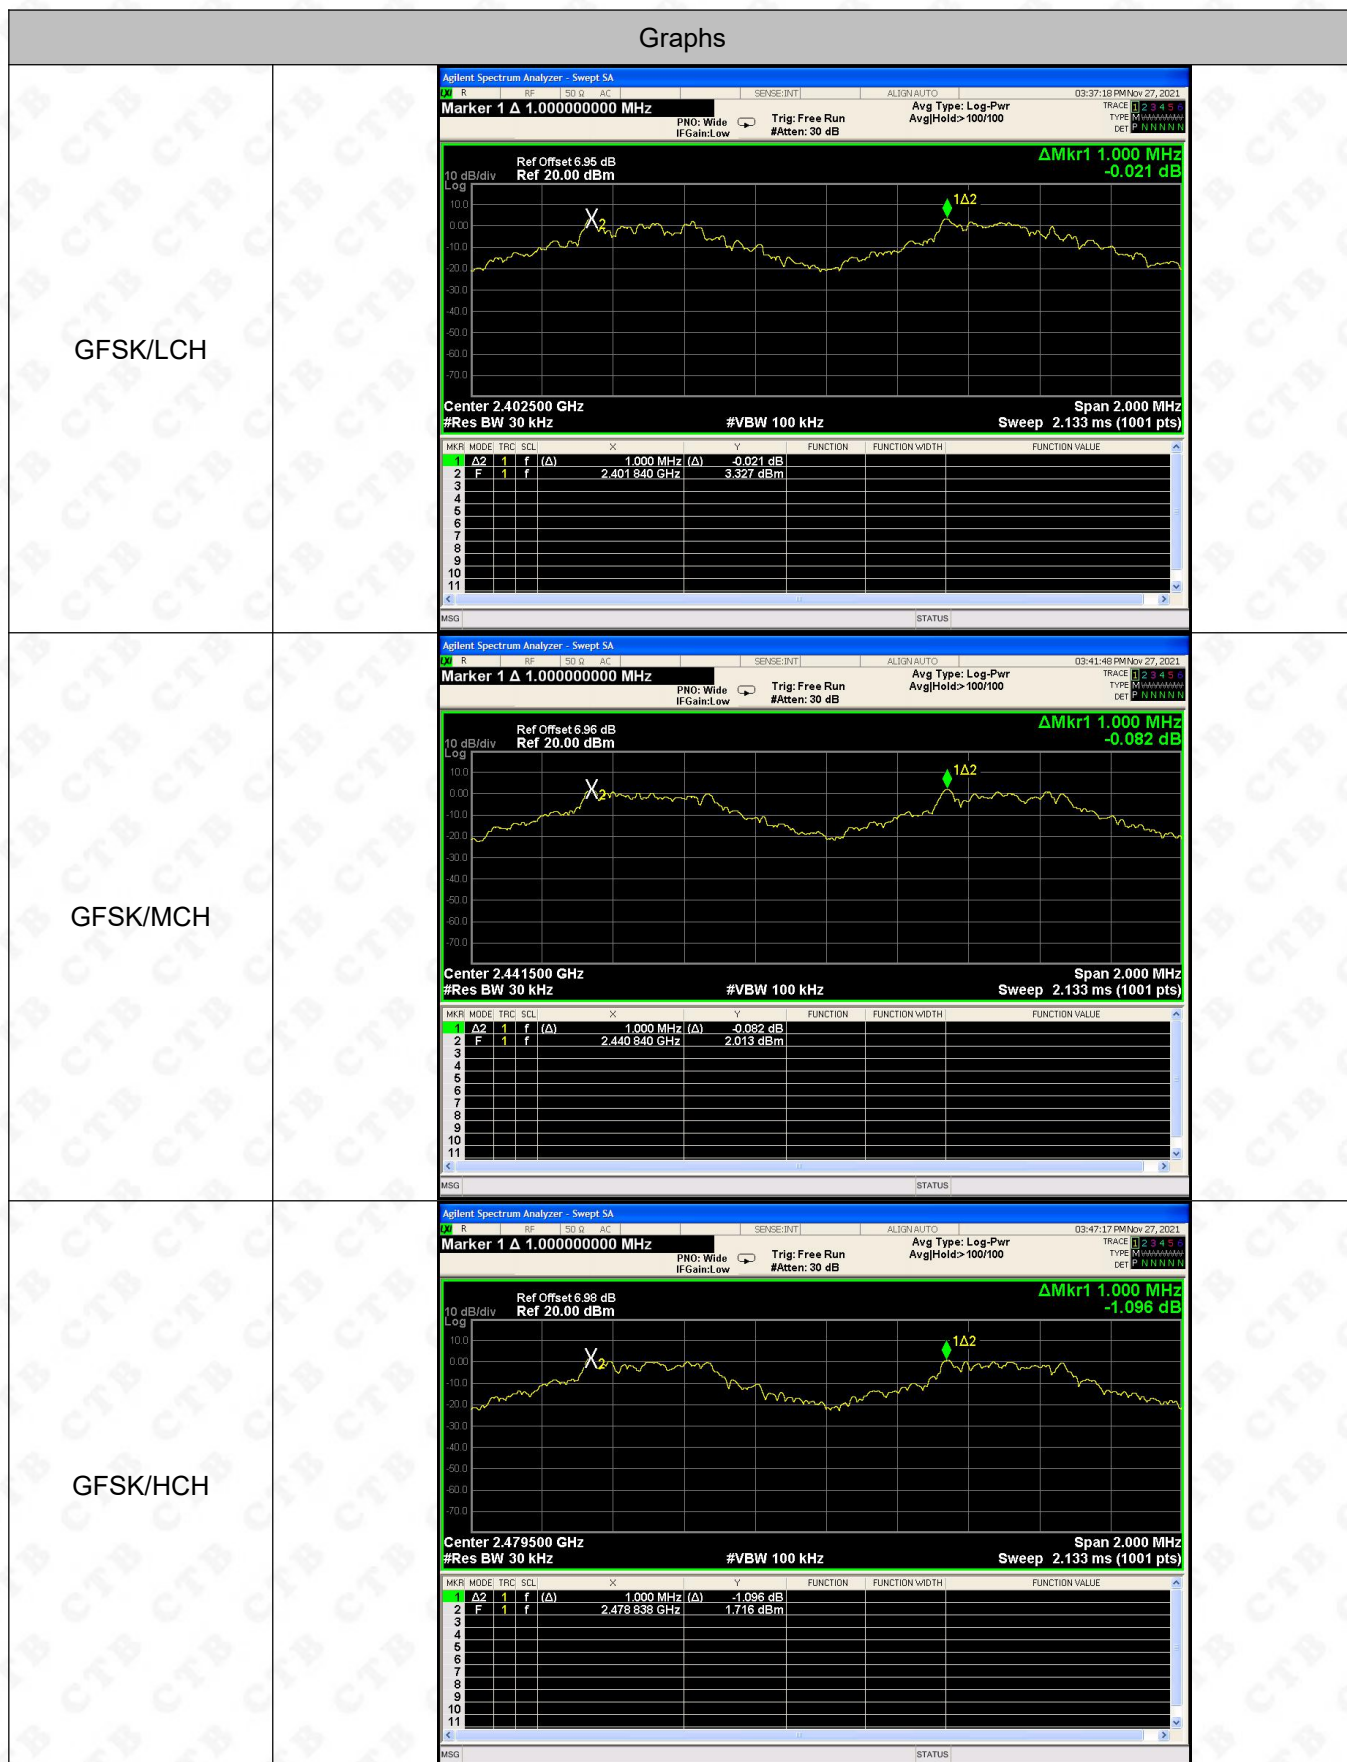 Graphs
GFSK/LCH
Agilent Spectrum Analyzer - Swept SA
LXI R RF 50 Ω AC SENSE:INT ALIGN AUTO 03:37:18 PM Nov 27, 2021
Marker 1 Δ 1.000000000 MHz
PNO: Wide
IFGain:Low
Trig: Free Run
#Atten: 30 dB
Avg Type: Log-Pwr
Avg|Hold:>100/100
TRACE 1 2 3 4 5 6
TYPE M
DET P N N N N N
ΔMkr1 1.000 MHz
-0.021 dB
Ref Offset 6.95 dB
10 dB/div Ref 20.00 dBm
Log
10.0
0.00
-10.0
-20.0
-30.0
-40.0
-50.0
-60.0
-70.0
X2
1Δ2
Center 2.402500 GHz Span 2.000 MHz
#Res BW 30 kHz #VBW 100 kHz Sweep 2.133 ms (1001 pts)
MKR MODE TRC SCL X Y FUNCTION FUNCTION WIDTH FUNCTION VALUE
1 Δ2 1 f (Δ) 1.000 MHz (Δ) -0.021 dB
2 F 1 f 2.401 840 GHz 3.327 dBm
3
4
5
6
7
8
9
10
11
MSG STATUS
GFSK/MCH
Agilent Spectrum Analyzer - Swept SA
LXI R RF 50 Ω AC SENSE:INT ALIGN AUTO 03:41:48 PM Nov 27, 2021
Marker 1 Δ 1.000000000 MHz
PNO: Wide
IFGain:Low
Trig: Free Run
#Atten: 30 dB
Avg Type: Log-Pwr
Avg|Hold:>100/100
TRACE 1 2 3 4 5 6
TYPE M
DET P N N N N N
ΔMkr1 1.000 MHz
-0.082 dB
Ref Offset 6.96 dB
10 dB/div Ref 20.00 dBm
Log
10.0
0.00
-10.0
-20.0
-30.0
-40.0
-50.0
-60.0
-70.0
X2
1Δ2
Center 2.441500 GHz Span 2.000 MHz
#Res BW 30 kHz #VBW 100 kHz Sweep 2.133 ms (1001 pts)
MKR MODE TRC SCL X Y FUNCTION FUNCTION WIDTH FUNCTION VALUE
1 Δ2 1 f (Δ) 1.000 MHz (Δ) -0.082 dB
2 F 1 f 2.440 840 GHz 2.013 dBm
3
4
5
6
7
8
9
10
11
MSG STATUS
GFSK/HCH
Agilent Spectrum Analyzer - Swept SA
LXI R RF 50 Ω AC SENSE:INT ALIGN AUTO 03:47:17 PM Nov 27, 2021
Marker 1 Δ 1.000000000 MHz
PNO: Wide
IFGain:Low
Trig: Free Run
#Atten: 30 dB
Avg Type: Log-Pwr
Avg|Hold:>100/100
TRACE 1 2 3 4 5 6
TYPE M
DET P N N N N N
ΔMkr1 1.000 MHz
-1.096 dB
Ref Offset 6.98 dB
10 dB/div Ref 20.00 dBm
Log
10.0
0.00
-10.0
-20.0
-30.0
-40.0
-50.0
-60.0
-70.0
X2
1Δ2
Center 2.479500 GHz Span 2.000 MHz
#Res BW 30 kHz #VBW 100 kHz Sweep 2.133 ms (1001 pts)
MKR MODE TRC SCL X Y FUNCTION FUNCTION WIDTH FUNCTION VALUE
1 Δ2 1 f (Δ) 1.000 MHz (Δ) -1.096 dB
2 F 1 f 2.478 838 GHz 1.716 dBm
3
4
5
6
7
8
9
10
11
MSG STATUS